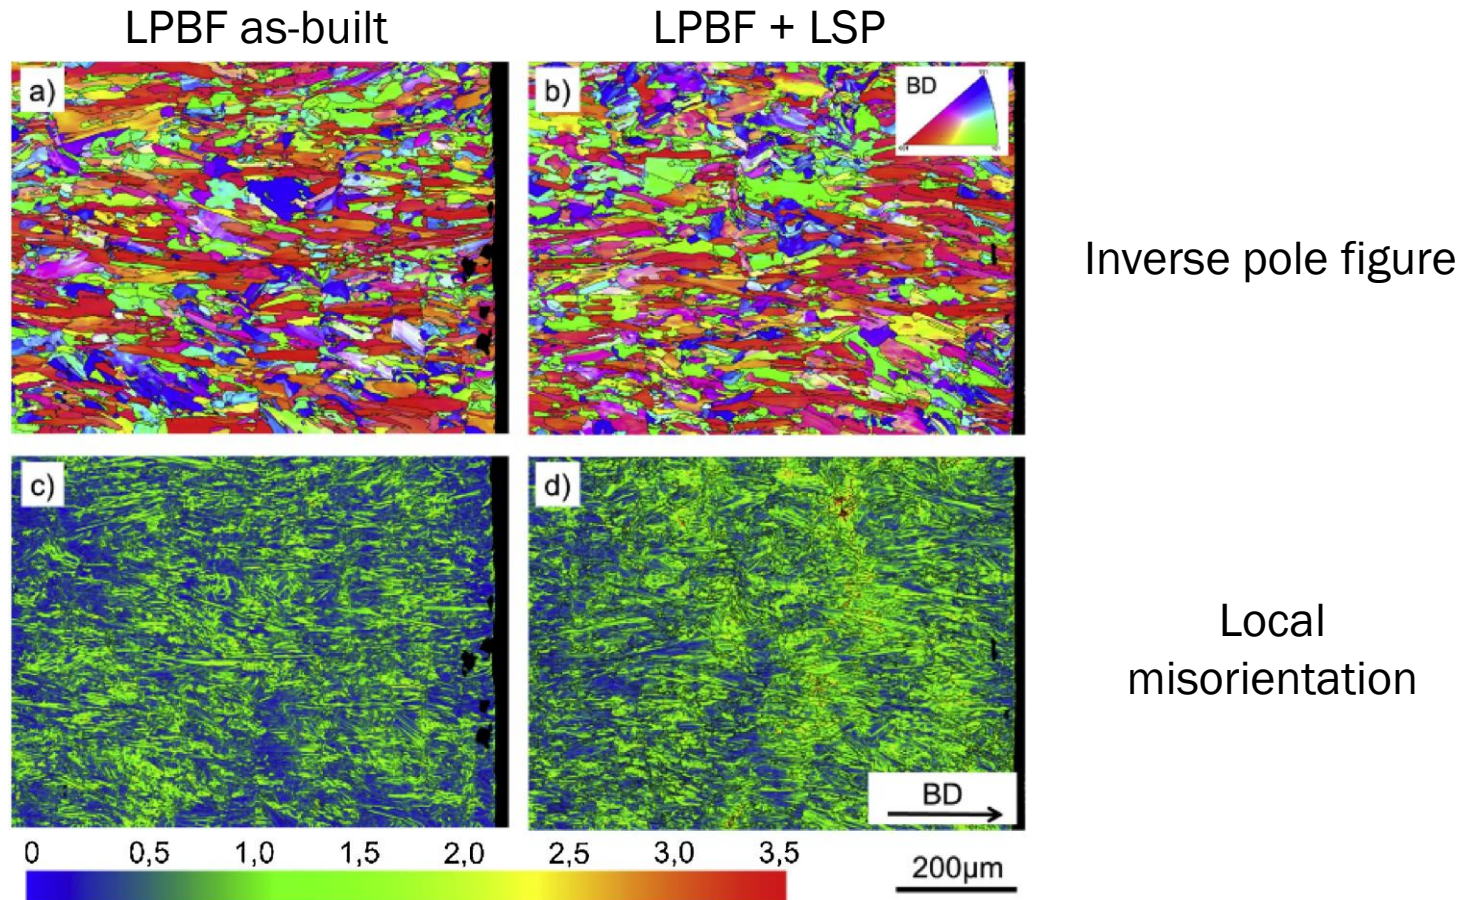 LPBF as-built
LPBF + LSP
a)
b)
BD
Inverse pole figure
c)
d)
Local
misorientation
BD
0 0,5 1,0 1,5 2,0 2,5 3,0 3,5
200µm